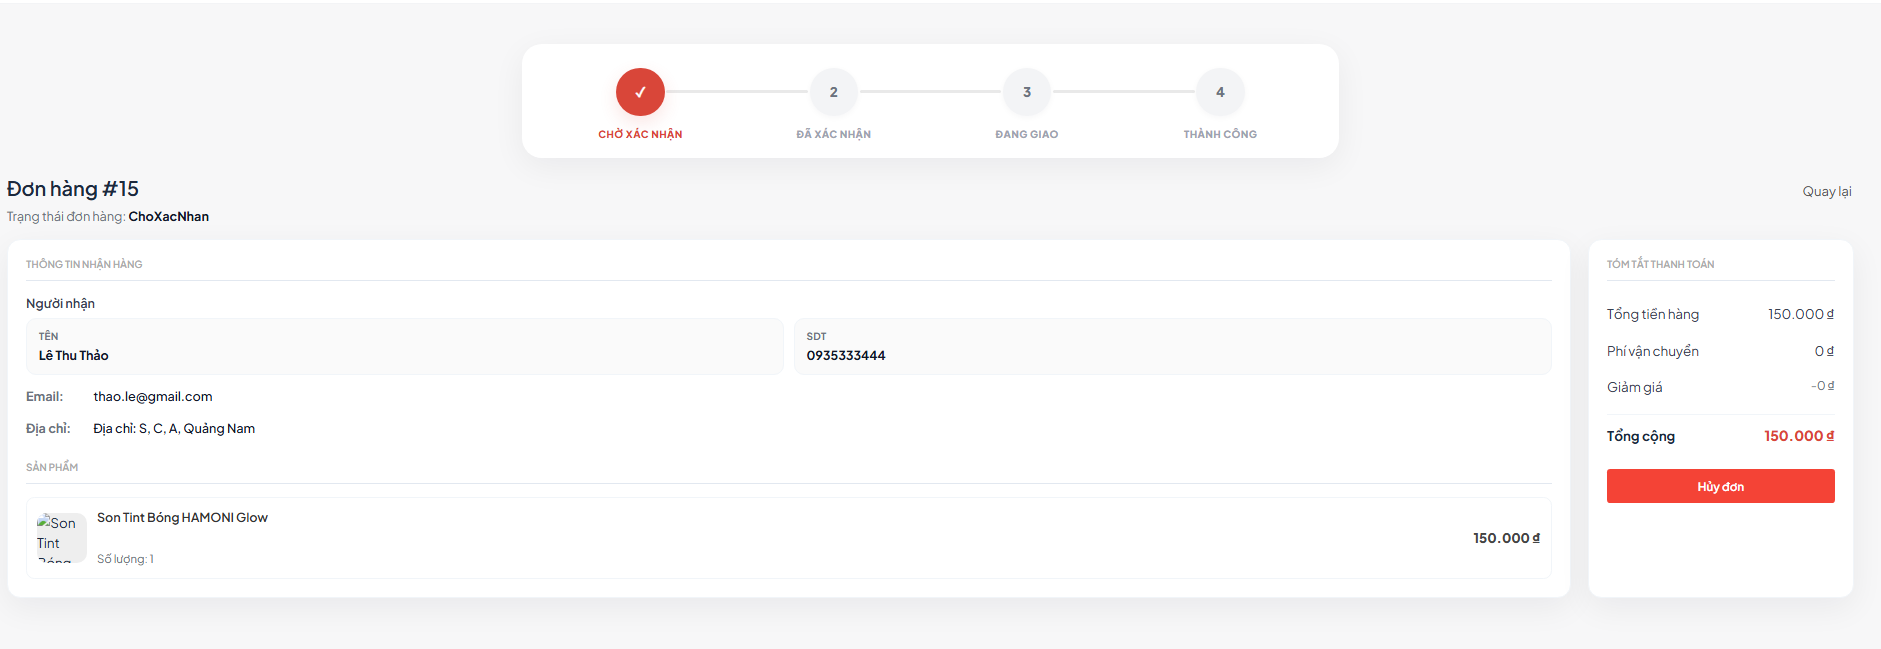 ✓
2
3
4
CHỜ XÁC NHẬN
ĐÃ XÁC NHẬN
ĐANG GIAO
THÀNH CÔNG
Đơn hàng #15
Quay lại
Trạng thái đơn hàng: ChoXacNhan
THÔNG TIN NHẬN HÀNG
Người nhận
TÊN
Lê Thu Thảo
SDT
0935333444
Email: thao.le@gmail.com
Địa chỉ: Địa chỉ: S, C, A, Quảng Nam
SẢN PHẨM
Son
Tint
Bóng
Son Tint Bóng HAMONI Glow
Số lượng: 1
150.000 ₫
TÓM TẮT THANH TOÁN
Tổng tiền hàng 150.000 ₫
Phí vận chuyển 0 ₫
Giảm giá -0 ₫
Tổng cộng 150.000 ₫
Hủy đơn